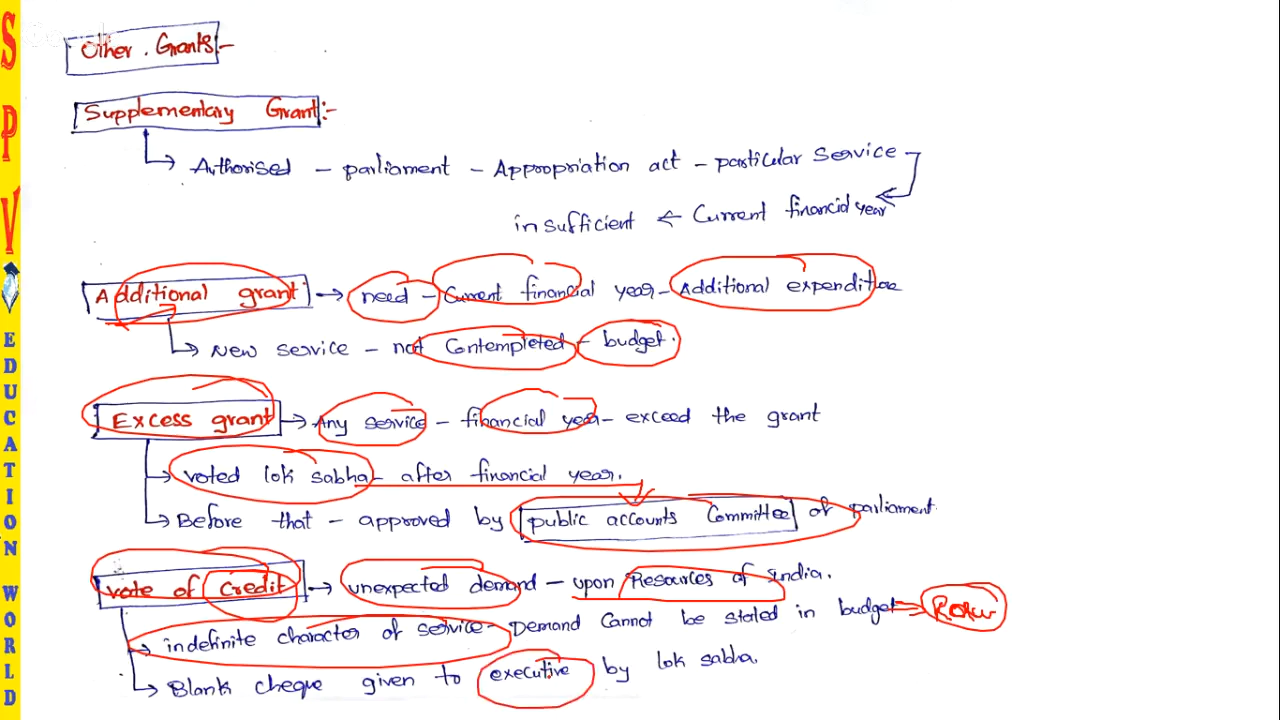 SPV EDUCATION WORLD
Other . Grants:-
Supplementary Grant:-
Authorised - parliament - Appropriation act - particular service
insufficient ← Current financial year
Additional grant → need - Current financial year - Additional expenditure
New service - not Contempleted - budget.
Excess grant → Any service - financial year - exceed the grant
voted lok sabha - after financial year.
Before that - approved by public accounts Committee of parliament.
vote of credit → unexpected demand - upon Resources of India.
indefinite character of service - Demand Cannot be stated in budget
Blank cheque given to executive by lok sabha.